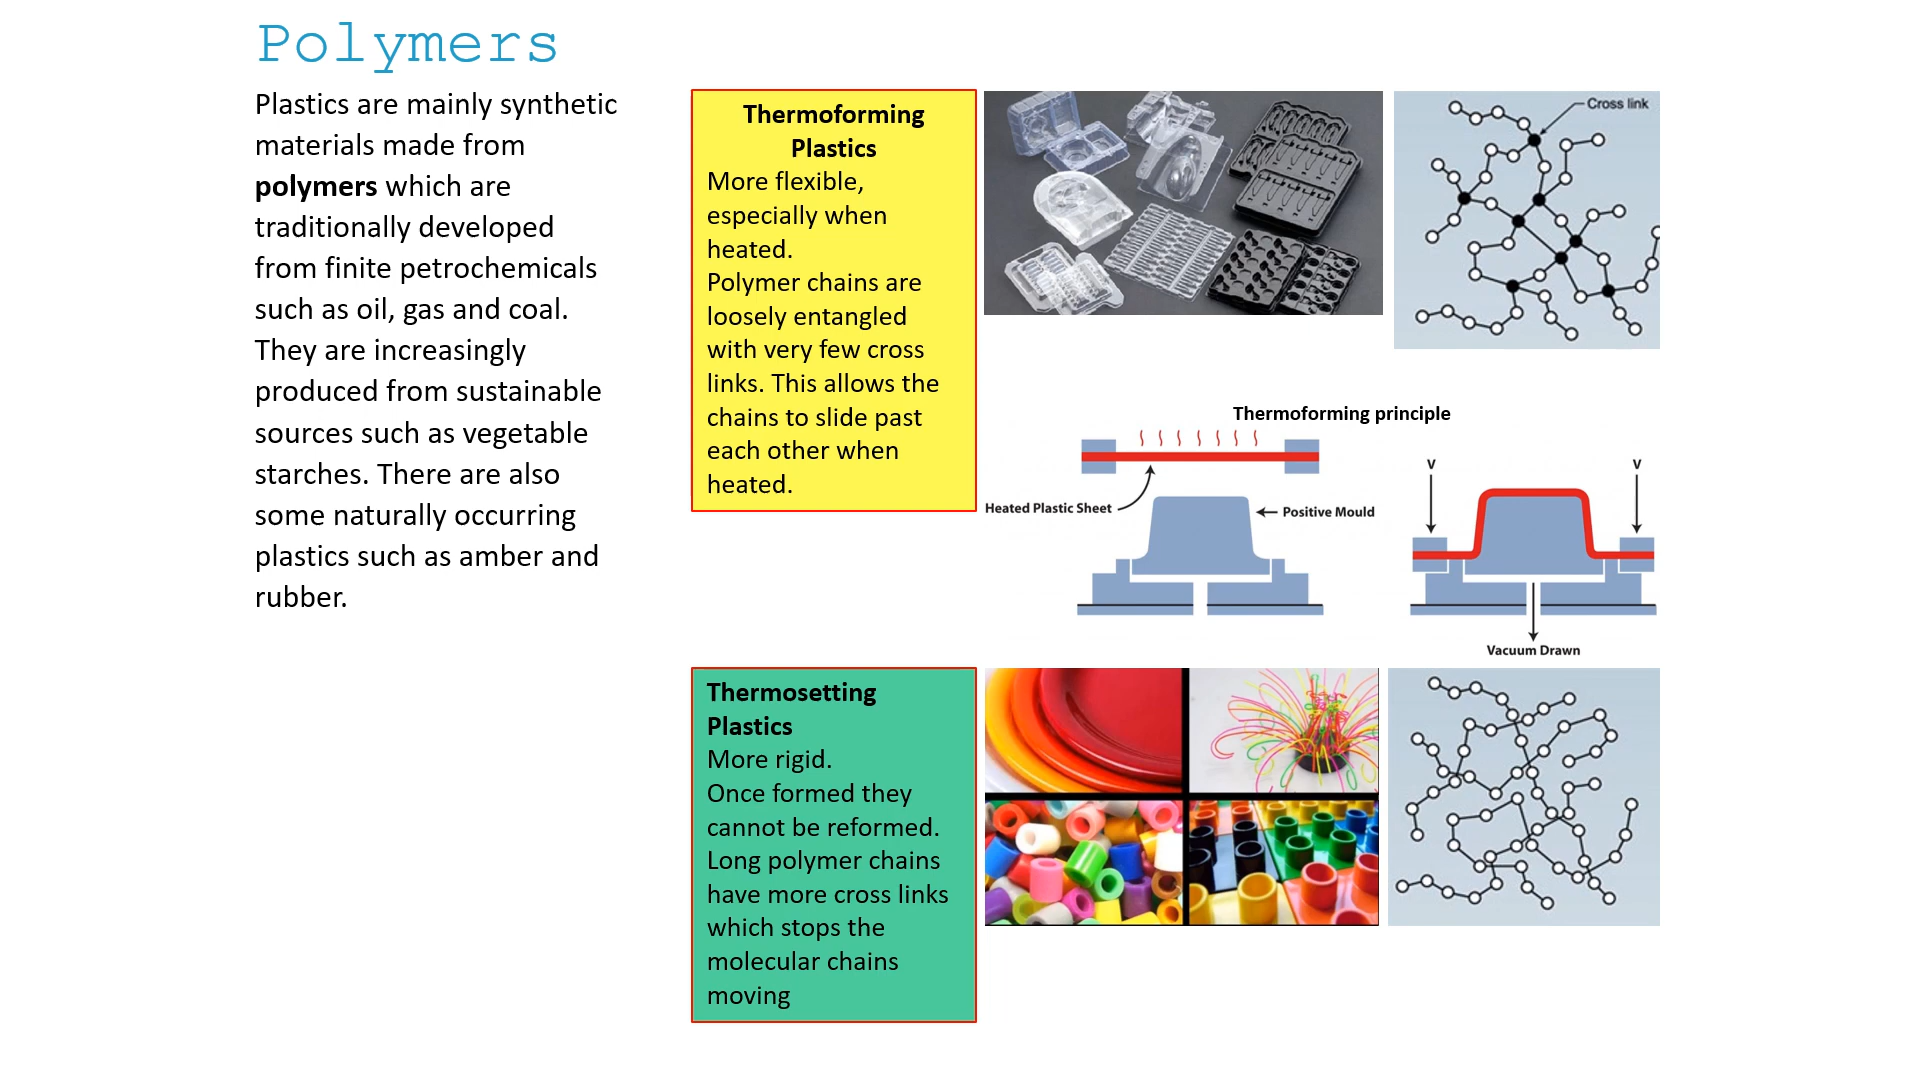 Polymers
Plastics are mainly synthetic
materials made from
polymers which are
traditionally developed
from finite petrochemicals
such as oil, gas and coal.
They are increasingly
produced from sustainable
sources such as vegetable
starches. There are also
some naturally occurring
plastics such as amber and
rubber.
Thermoforming
Plastics
More flexible,
especially when
heated.
Polymer chains are
loosely entangled
with very few cross
links. This allows the
chains to slide past
each other when
heated.
Cross link
Thermoforming principle
Heated Plastic Sheet
Positive Mould
V
V
Vacuum Drawn
Thermosetting
Plastics
More rigid.
Once formed they
cannot be reformed.
Long polymer chains
have more cross links
which stops the
molecular chains
moving